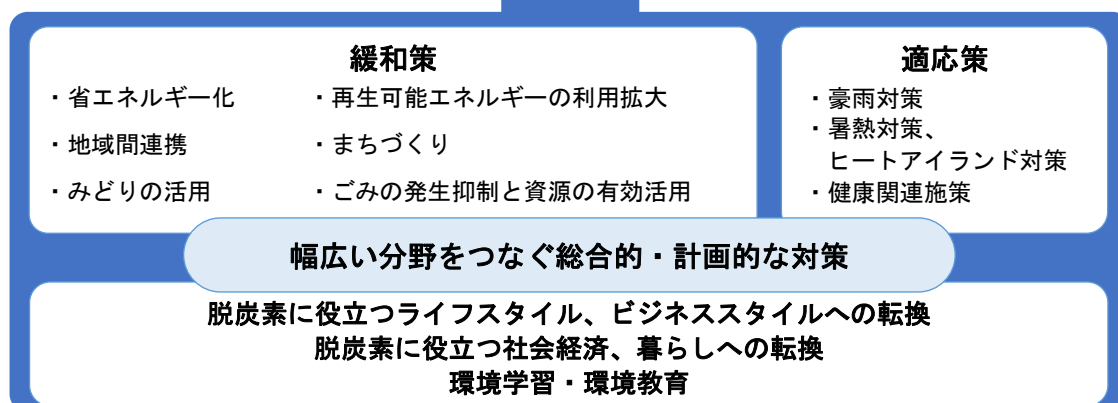 緩和策
・省エネルギー化
・再生可能エネルギーの利用拡大
・地域間連携
・まちづくり
・みどりの活用
・ごみの発生抑制と資源の有効活用
適応策
・豪雨対策
・暑熱対策、
ヒートアイランド対策
・健康関連施策
幅広い分野をつなぐ総合的・計画的な対策
脱炭素に役立つライフスタイル、ビジネススタイルへの転換
脱炭素に役立つ社会経済、暮らしへの転換
環境学習・環境教育